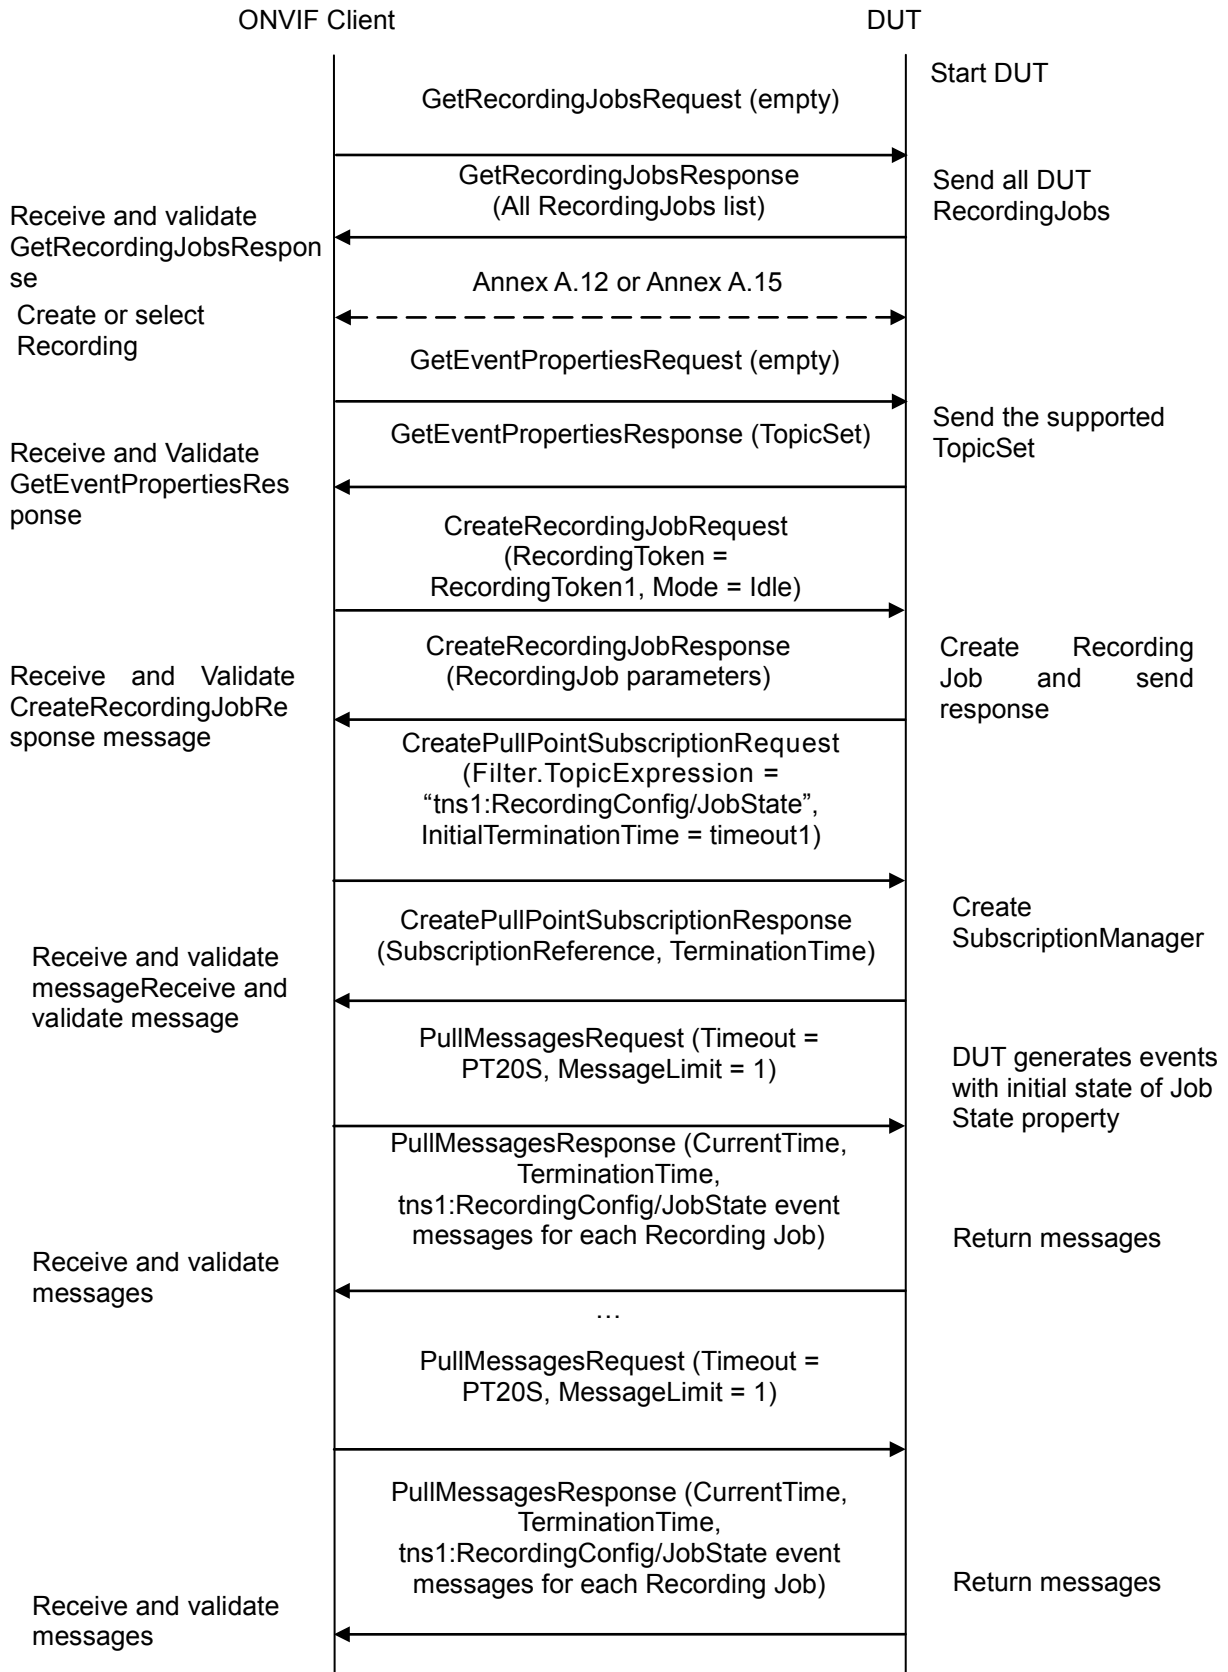 ONVIF Client
DUT
Start DUT
GetRecordingJobsRequest (empty)
GetRecordingJobsResponse
(All RecordingJobs list)
Send all DUT
RecordingJobs
Receive and validate
GetRecordingJobsRespon
se
Annex A.12 or Annex A.15
Create or select
Recording
GetEventPropertiesRequest (empty)
Send the supported
TopicSet
GetEventPropertiesResponse (TopicSet)
Receive and Validate
GetEventPropertiesRes
ponse
CreateRecordingJobRequest
(RecordingToken =
RecordingToken1, Mode = Idle)
CreateRecordingJobResponse
(RecordingJob parameters)
Create Recording
Job and send
response
Receive and Validate
CreateRecordingJobRe
sponse message
CreatePullPointSubscriptionRequest
(Filter.TopicExpression =
“tns1:RecordingConfig/JobState”,
InitialTerminationTime = timeout1)
CreatePullPointSubscriptionResponse
(SubscriptionReference, TerminationTime)
Create
SubscriptionManager
Receive and validate
messageReceive and
validate message
PullMessagesRequest (Timeout =
PT20S, MessageLimit = 1)
DUT generates events
with initial state of Job
State property
PullMessagesResponse (CurrentTime,
TerminationTime,
tns1:RecordingConfig/JobState event
messages for each Recording Job)
Return messages
Receive and validate
messages
…
PullMessagesRequest (Timeout =
PT20S, MessageLimit = 1)
PullMessagesResponse (CurrentTime,
TerminationTime,
tns1:RecordingConfig/JobState event
messages for each Recording Job)
Return messages
Receive and validate
messages